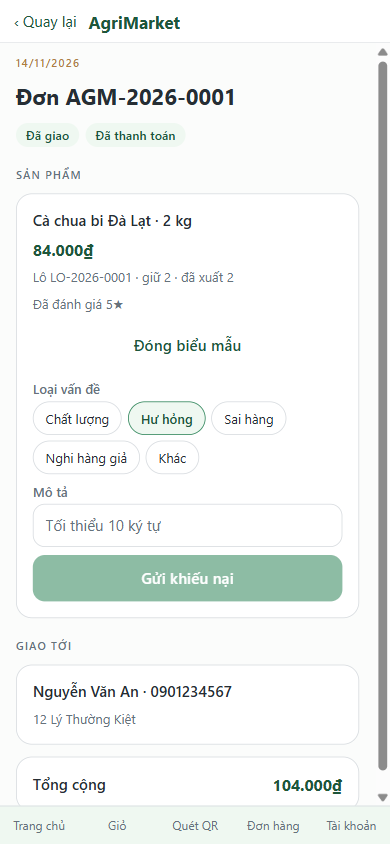 ‹ Quay lại AgriMarket
14/11/2026
Đơn AGM-2026-0001
Đã giao Đã thanh toán
SẢN PHẨM
Cà chua bi Đà Lạt · 2 kg
84.000₫
Lô LO-2026-0001 · giữ 2 · đã xuất 2
Đã đánh giá 5★
Đóng biểu mẫu
Loại vấn đề
Chất lượng Hư hỏng Sai hàng
Nghi hàng giả Khác
Mô tả
Tối thiểu 10 ký tự
Gửi khiếu nại
GIAO TỚI
Nguyễn Văn An · 0901234567
12 Lý Thường Kiệt
Tổng cộng 104.000₫
Trang chủ Giỏ Quét QR Đơn hàng Tài khoản